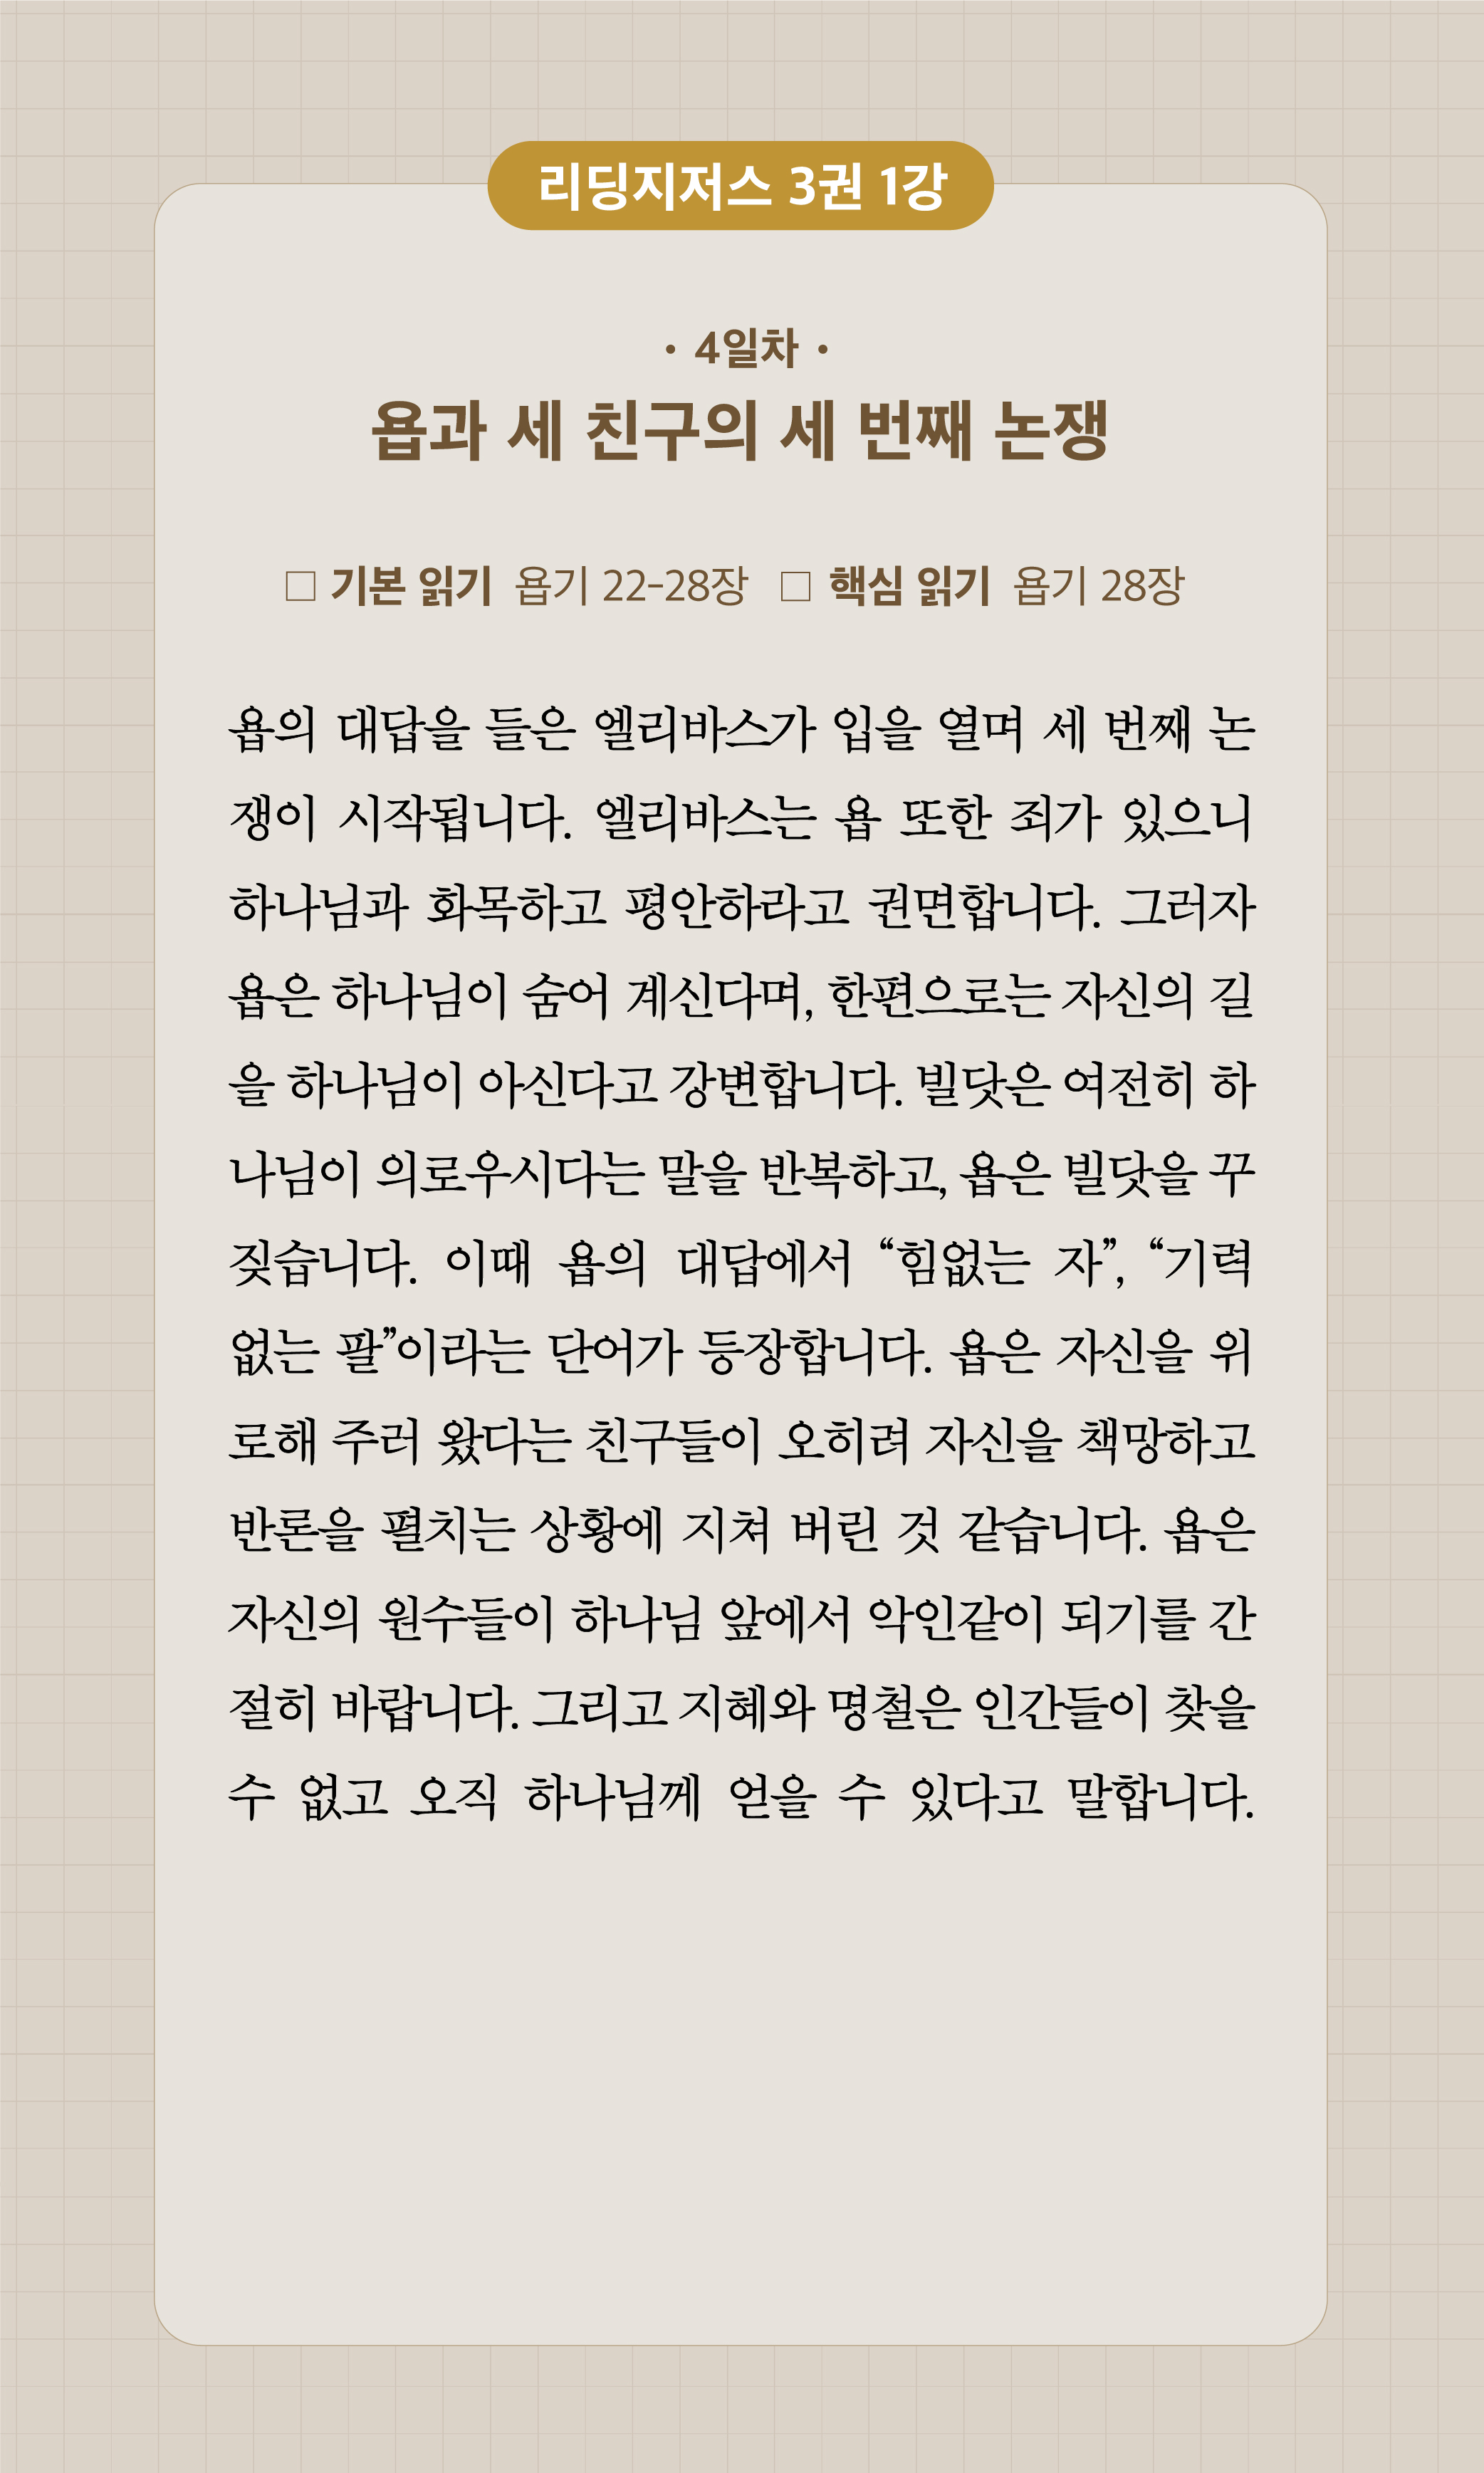 리딩지저스 3권 1강
· 4일차 ·
욥과 세 친구의 세 번째 논쟁
□ 기본 읽기 욥기 22-28장 □ 핵심 읽기 욥기 28장
욥의 대답을 들은 엘리바스가 입을 열며 세 번째 논
쟁이 시작됩니다. 엘리바스는 욥 또한 죄가 있으니
하나님과 화목하고 평안하라고 권면합니다. 그러자
욥은 하나님이 숨어 계신다며, 한편으로는 자신의 길
을 하나님이 아신다고 강변합니다. 빌닷은 여전히 하
나님이 의로우시다는 말을 반복하고, 욥은 빌닷을 꾸
짖습니다. 이때 욥의 대답에서 “힘없는 자”, “기력
없는 팔”이라는 단어가 등장합니다. 욥은 자신을 위
로해 주러 왔다는 친구들이 오히려 자신을 책망하고
반론을 펼치는 상황에 지쳐 버린 것 같습니다. 욥은
자신의 원수들이 하나님 앞에서 악인같이 되기를 간
절히 바랍니다. 그리고 지혜와 명철은 인간들이 찾을
수 없고 오직 하나님께 얻을 수 있다고 말합니다.